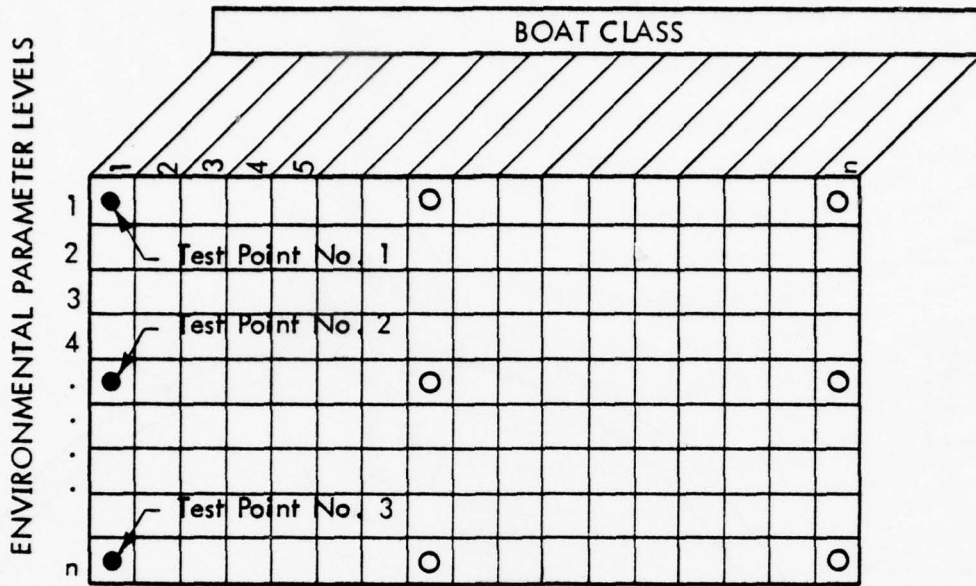 BOAT CLASS
ENVIRONMENTAL PARAMETER LEVELS
1 2 3 4 5 n
1
2 Test Point No. 1
3
Test Point No. 2
4
.
.
.
.
Test Point No. 3
n